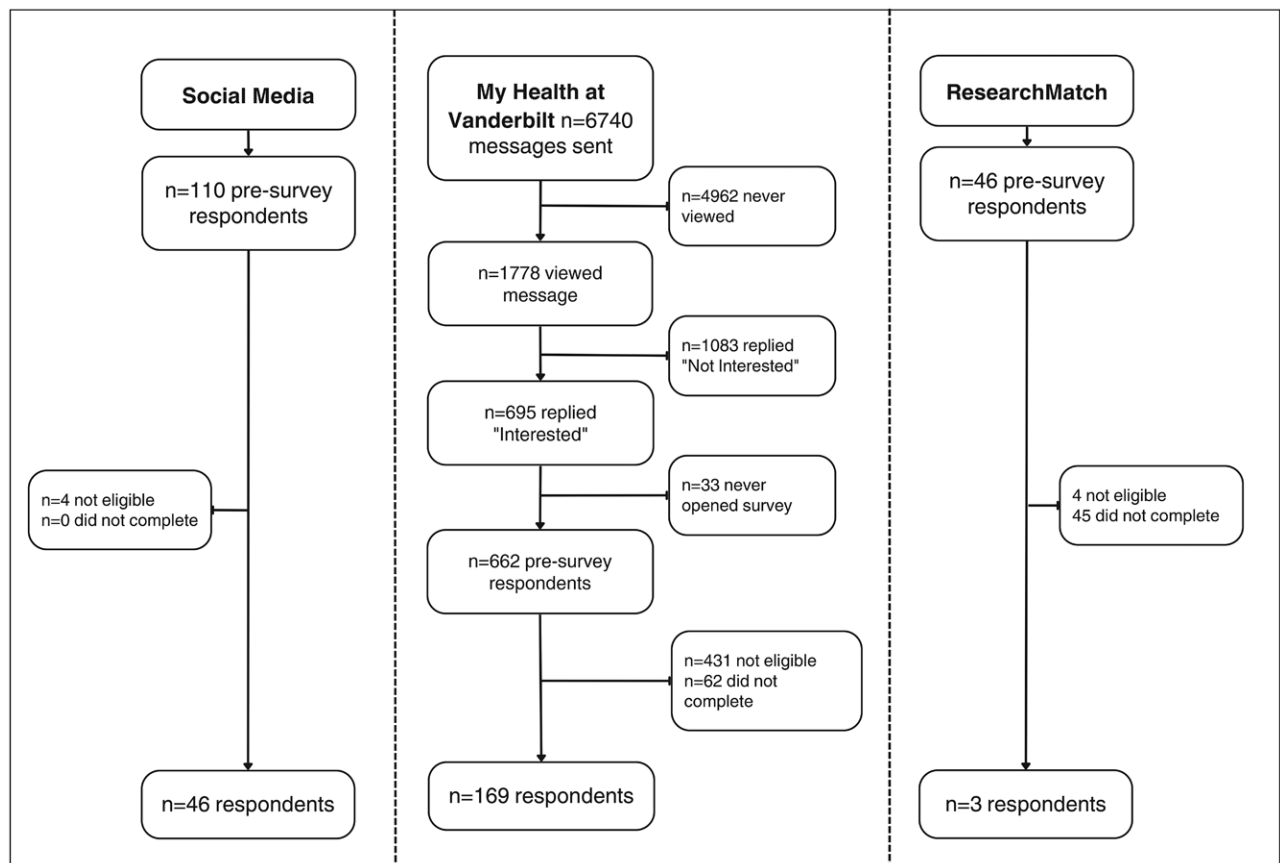 Social Media
n=110 pre-survey
respondents
n=4 not eligible
n=0 did not complete
n=46 respondents
My Health at
Vanderbilt n=6740
messages sent
n=4962 never
viewed
n=1778 viewed
message
n=1083 replied
"Not Interested"
n=695 replied
"Interested"
n=33 never
opened survey
n=662 pre-survey
respondents
n=431 not eligible
n=62 did not
complete
n=169 respondents
ResearchMatch
n=46 pre-survey
respondents
4 not eligible
45 did not complete
n=3 respondents